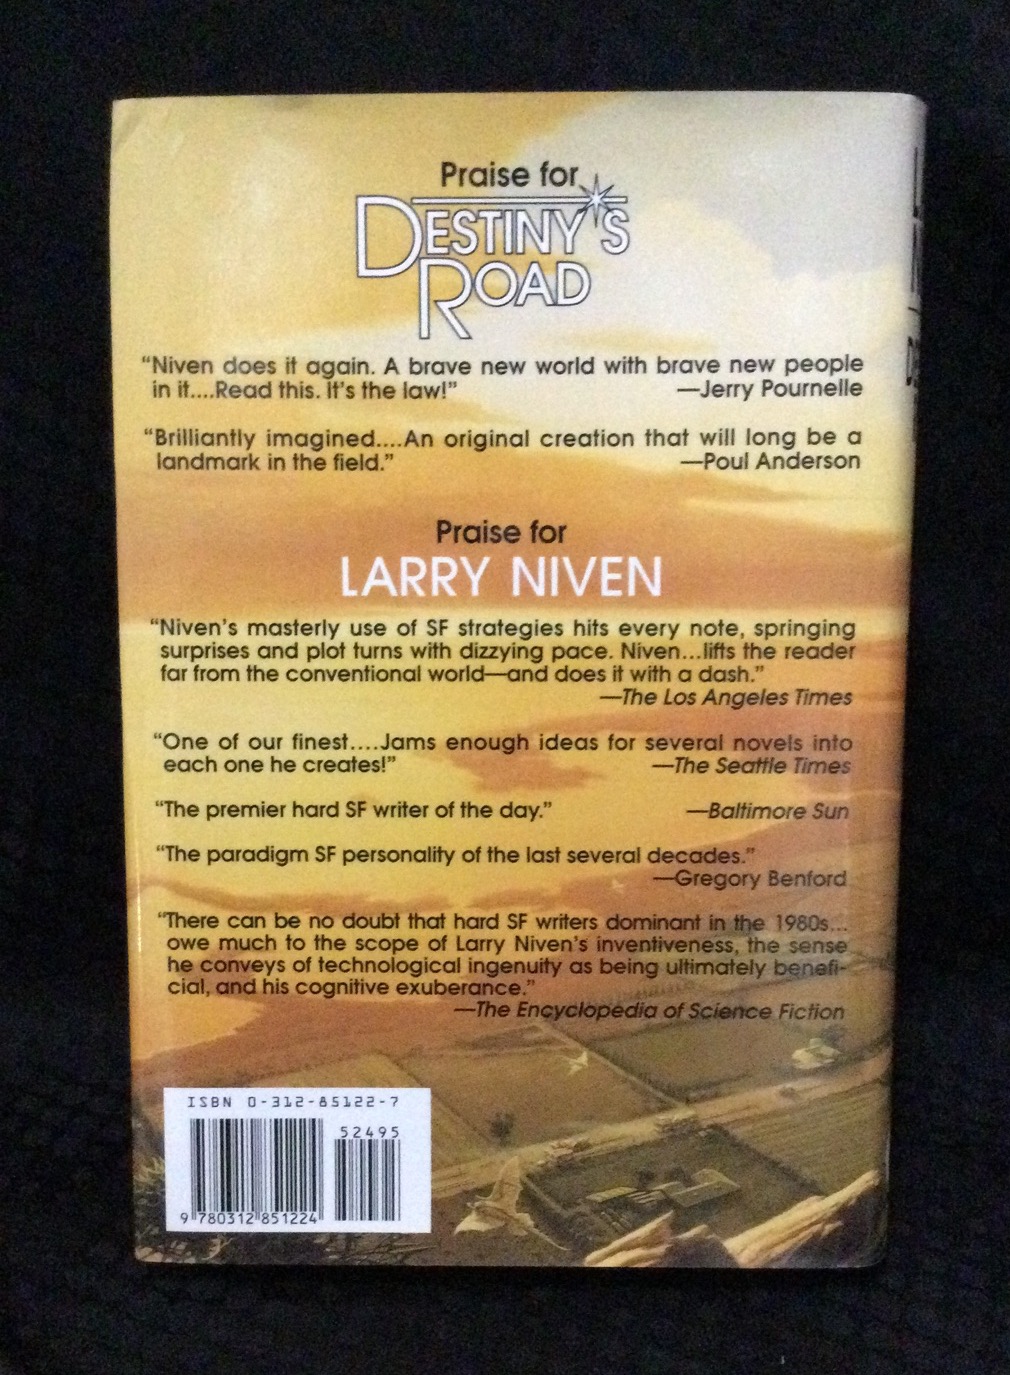 Praise for
DESTINY'S
ROAD
“Niven does it again. A brave new world with brave new people
in it....Read this. It's the law!” —Jerry Pournelle
“Brilliantly imagined....An original creation that will long be a
landmark in the field.” —Poul Anderson
Praise for
LARRY NIVEN
“Niven's masterly use of SF strategies hits every note, springing
surprises and plot turns with dizzying pace. Niven...lifts the reader
far from the conventional world—and does it with a dash.”
—The Los Angeles Times
“One of our finest....Jams enough ideas for several novels into
each one he creates!” —The Seattle Times
“The premier hard SF writer of the day.” —Baltimore Sun
“The paradigm SF personality of the last several decades.”
—Gregory Benford
“There can be no doubt that hard SF writers dominant in the 1980s...
owe much to the scope of Larry Niven's inventiveness, the sense
he conveys of technological ingenuity as being ultimately benefi-
cial, and his cognitive exuberance.”
—The Encyclopedia of Science Fiction
ISBN 0-312-85122-7
52495
9 780312 851224